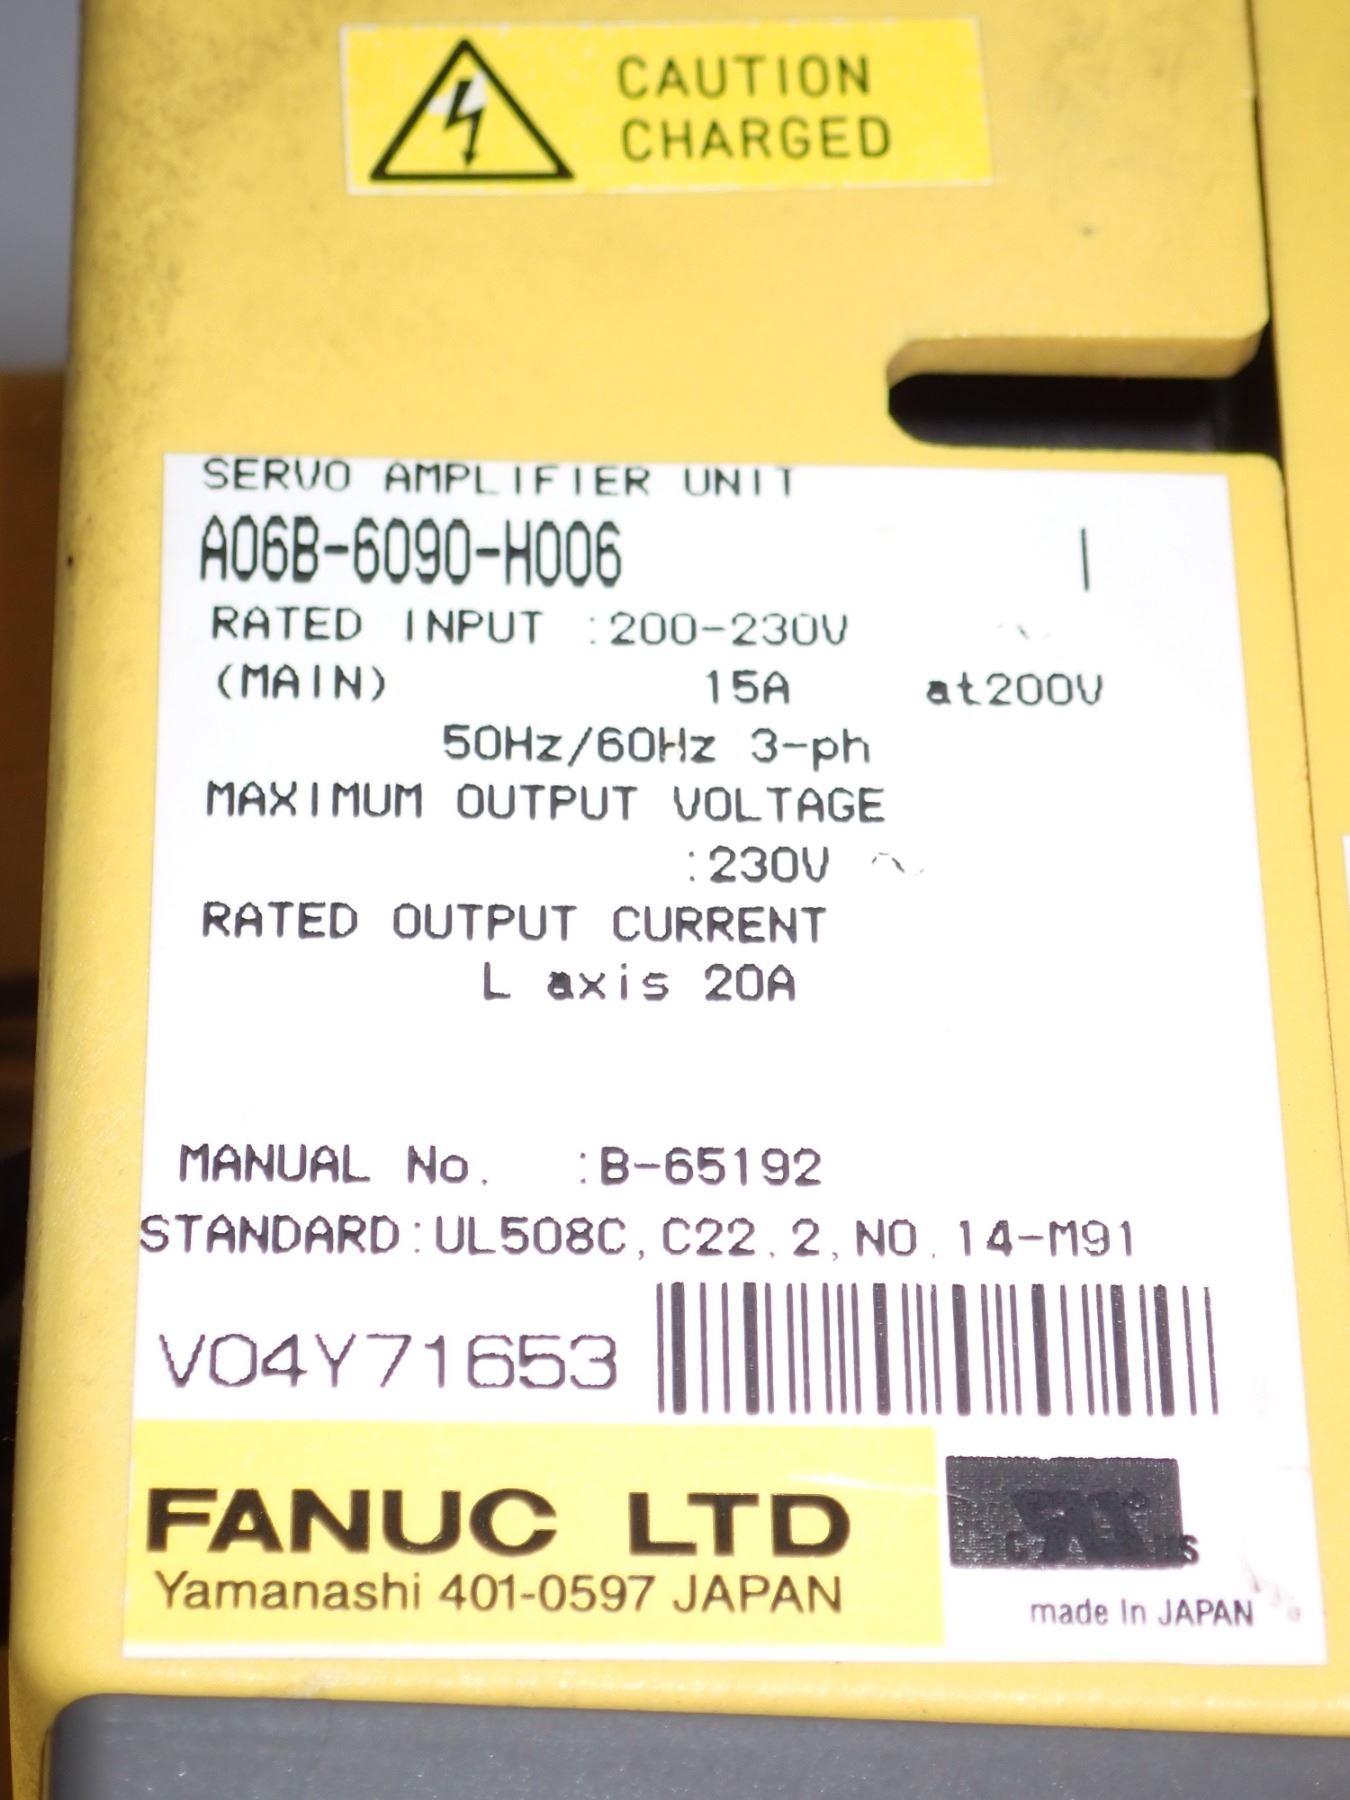 CAUTION
CHARGED
SERVO AMPLIFIER UNIT
A06B-6090-H006
RATED INPUT :200-230V
(MAIN) 15A at200V
50Hz/60Hz 3-ph
MAXIMUM OUTPUT VOLTAGE
:230V ~
RATED OUTPUT CURRENT
L axis 20A
MANUAL No. :B-65192
STANDARD:UL508C,C22.2,NO.14-M91
V04Y71653
FANUC LTD
Yamanashi 401-0597 JAPAN
made In JAPAN